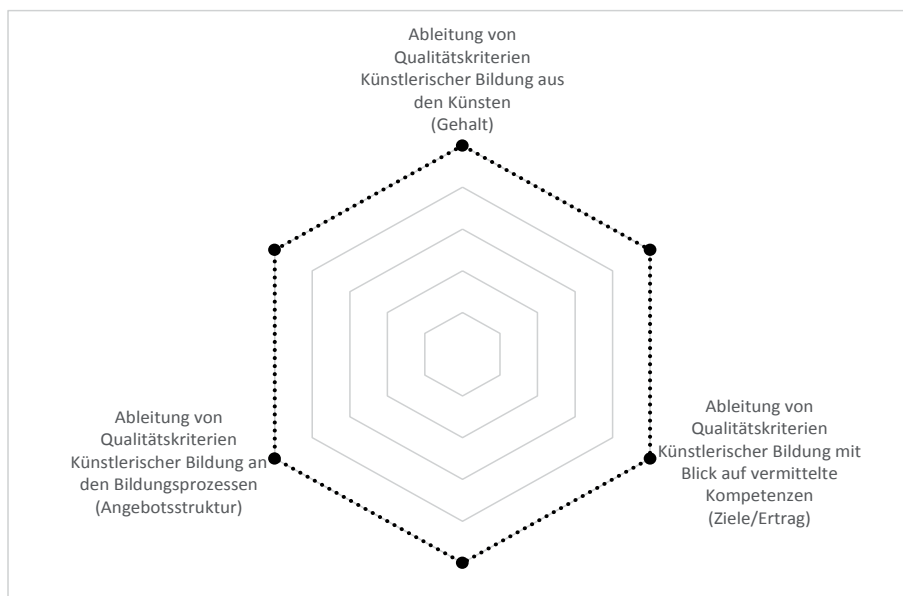 Ableitung von
Qualitätskriterien
Künstlerischer Bildung aus
den Künsten
(Gehalt)
Ableitung von
Qualitätskriterien
Künstlerischer Bildung an
den Bildungsprozessen
(Angebotsstruktur)
Ableitung von
Qualitätskriterien
Künstlerischer Bildung mit
Blick auf vermittelte
Kompetenzen
(Ziele/Ertrag)